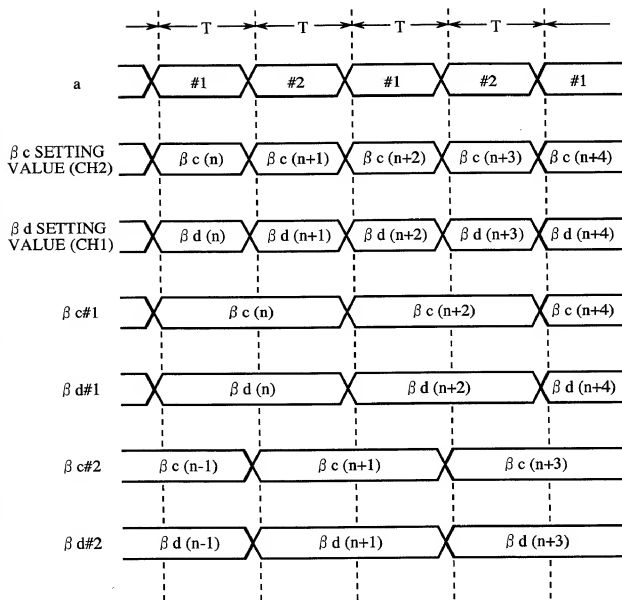 T T T T
a #1 #2 #1 #2 #1
β c SETTING
VALUE (CH2) β c (n) β c (n+1) β c (n+2) β c (n+3) β c (n+4)
β d SETTING
VALUE (CH1) β d (n) β d (n+1) β d (n+2) β d (n+3) β d (n+4)
β c#1 β c (n) β c (n+2) β c (n+4)
β d#1 β d (n) β d (n+2) β d (n+4)
β c#2 β c (n-1) β c (n+1) β c (n+3)
β d#2 β d (n-1) β d (n+1) β d (n+3)